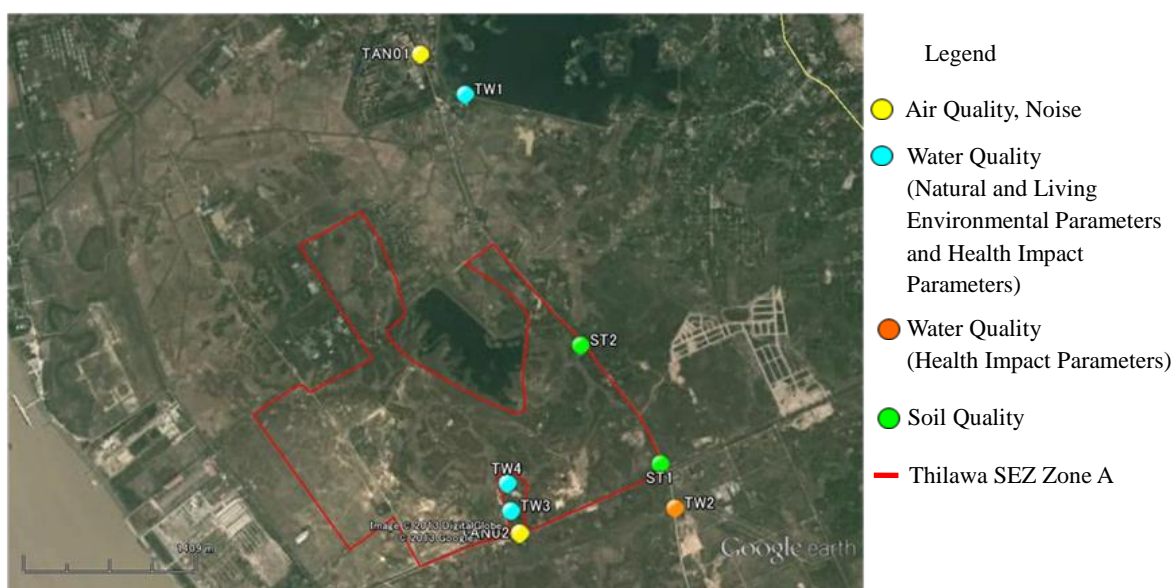 TAN01
TW1
ST2
ST1
TW4
TW3
TW2
TAN02
Image © 2013 DigitalGlobe
© 2013 Google
1489 m
Google earth
Legend
Air Quality, Noise
Water Quality
(Natural and Living
Environmental Parameters
and Health Impact
Parameters)
Water Quality
(Health Impact Parameters)
Soil Quality
Thilawa SEZ Zone A